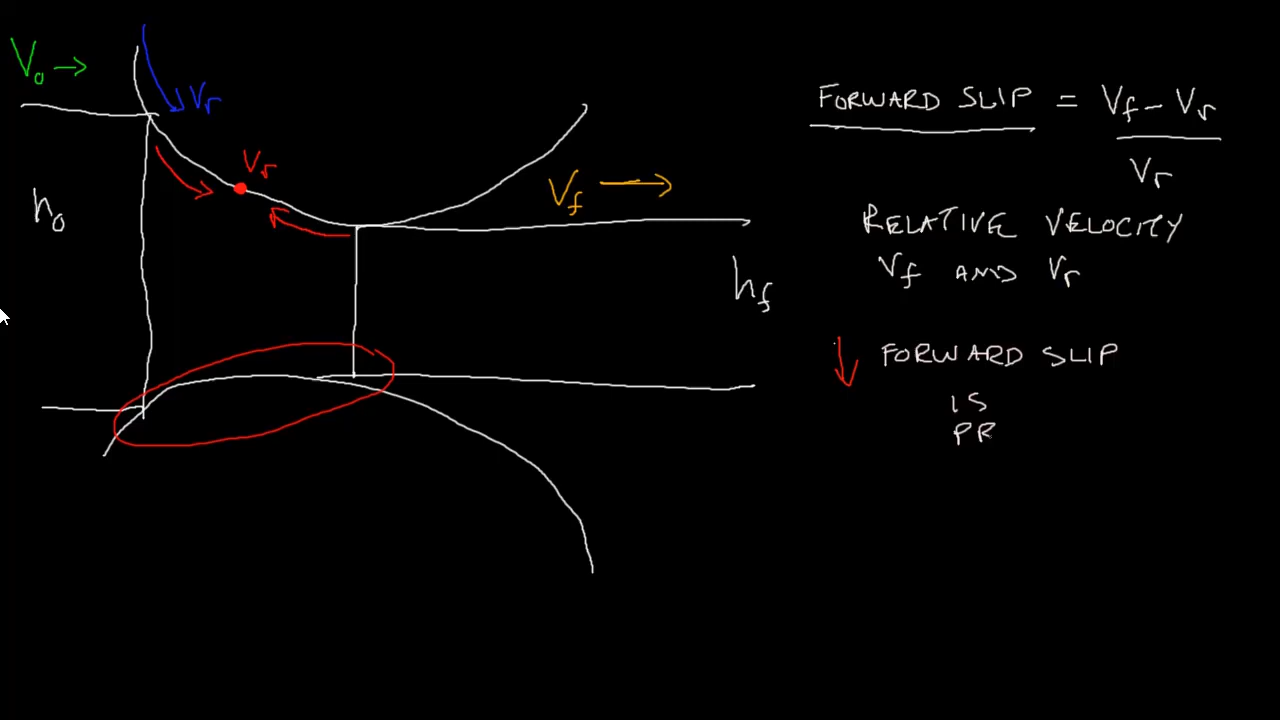 V₀ →
Vr
Vr
h₀
Vf →
hf
FORWARD SLIP = Vf - Vr
Vr
RELATIVE VELOCITY
Vf AND Vr
↓ FORWARD SLIP
IS
PR